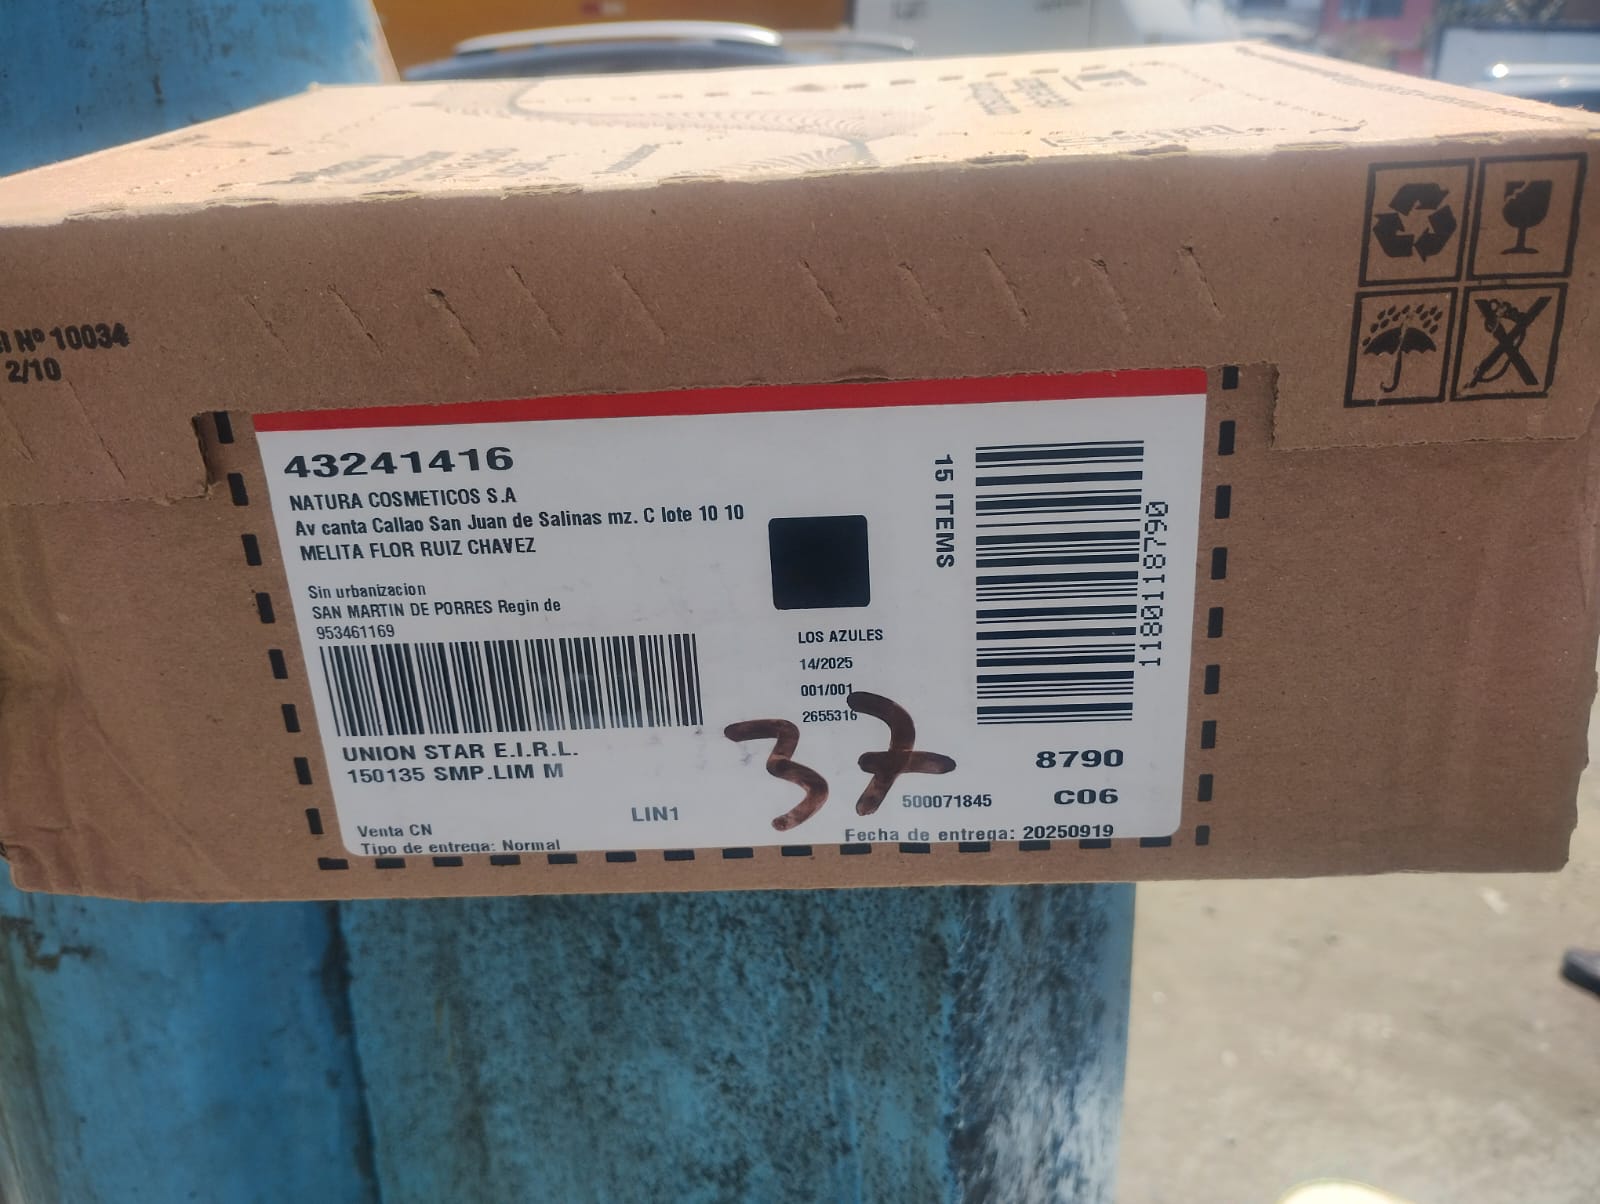 Nº 10034
2/10
43241416
NATURA COSMETICOS S.A
Av canta Callao San Juan de Salinas mz. C lote 10 10
MELITA FLOR RUIZ CHAVEZ
Sin urbanizacion
SAN MARTIN DE PORRES Regin de
953461169
UNION STAR E.I.R.L.
150135 SMP.LIM M
LIN1
Venta CN
Tipo de entrega: Normal
LOS AZULES
14/2025
001/001
2655316
37
15 ITEMS
1180118790
8790
500071845
C06
Fecha de entrega: 20250919